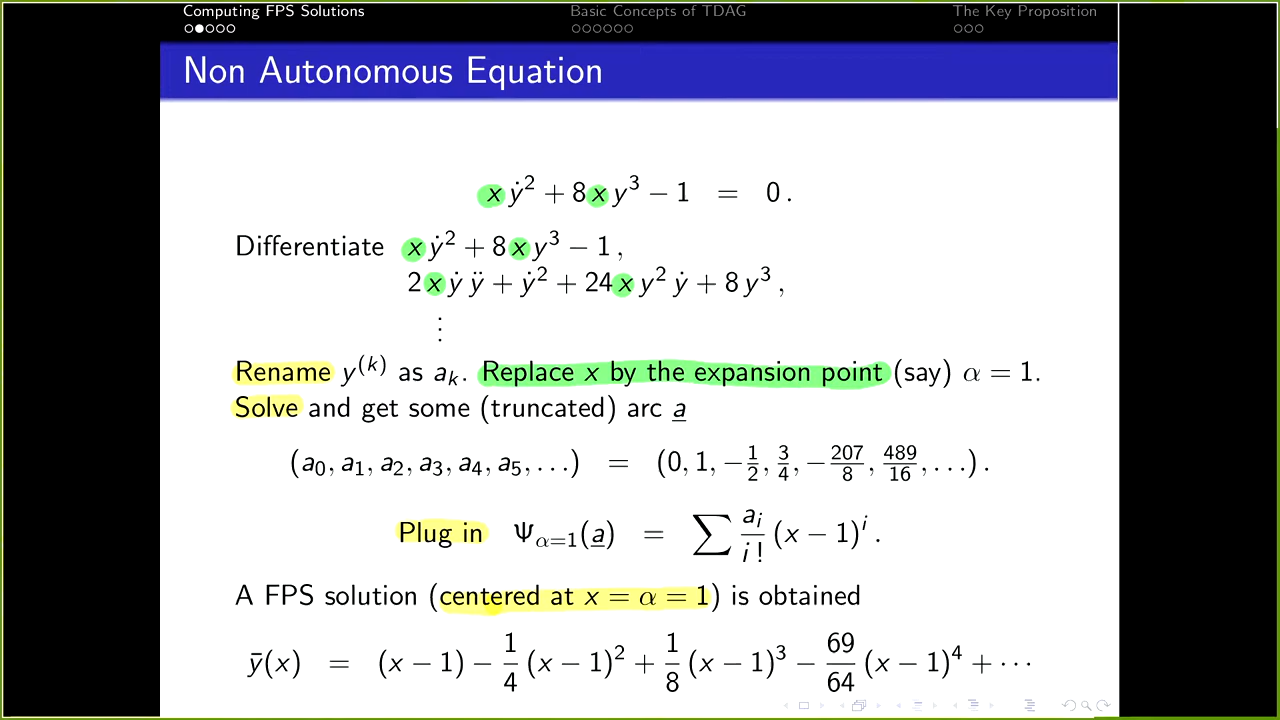 Computing FPS Solutions Basic Concepts of TDAG The Key Proposition
Non Autonomous Equation
x ẏ² + 8 x y³ − 1 = 0 .
Differentiate x ẏ² + 8 x y³ − 1 ,
2 x ẏ ÿ + ẏ² + 24 x y² ẏ + 8 y³ ,
⋮
Rename y⁽ᵏ⁾ as aₖ. Replace x by the expansion point (say) α = 1.
Solve and get some (truncated) arc a
(a₀, a₁, a₂, a₃, a₄, a₅, . . .) = (0, 1, −1/2, 3/4, −207/8, 489/16, . . .) .
Plug in Ψα=1(a) = ∑ aᵢ/i! (x − 1)ⁱ .
A FPS solution (centered at x = α = 1) is obtained
ȳ(x) = (x − 1) − 1/4 (x − 1)² + 1/8 (x − 1)³ − 69/64 (x − 1)⁴ + · · ·